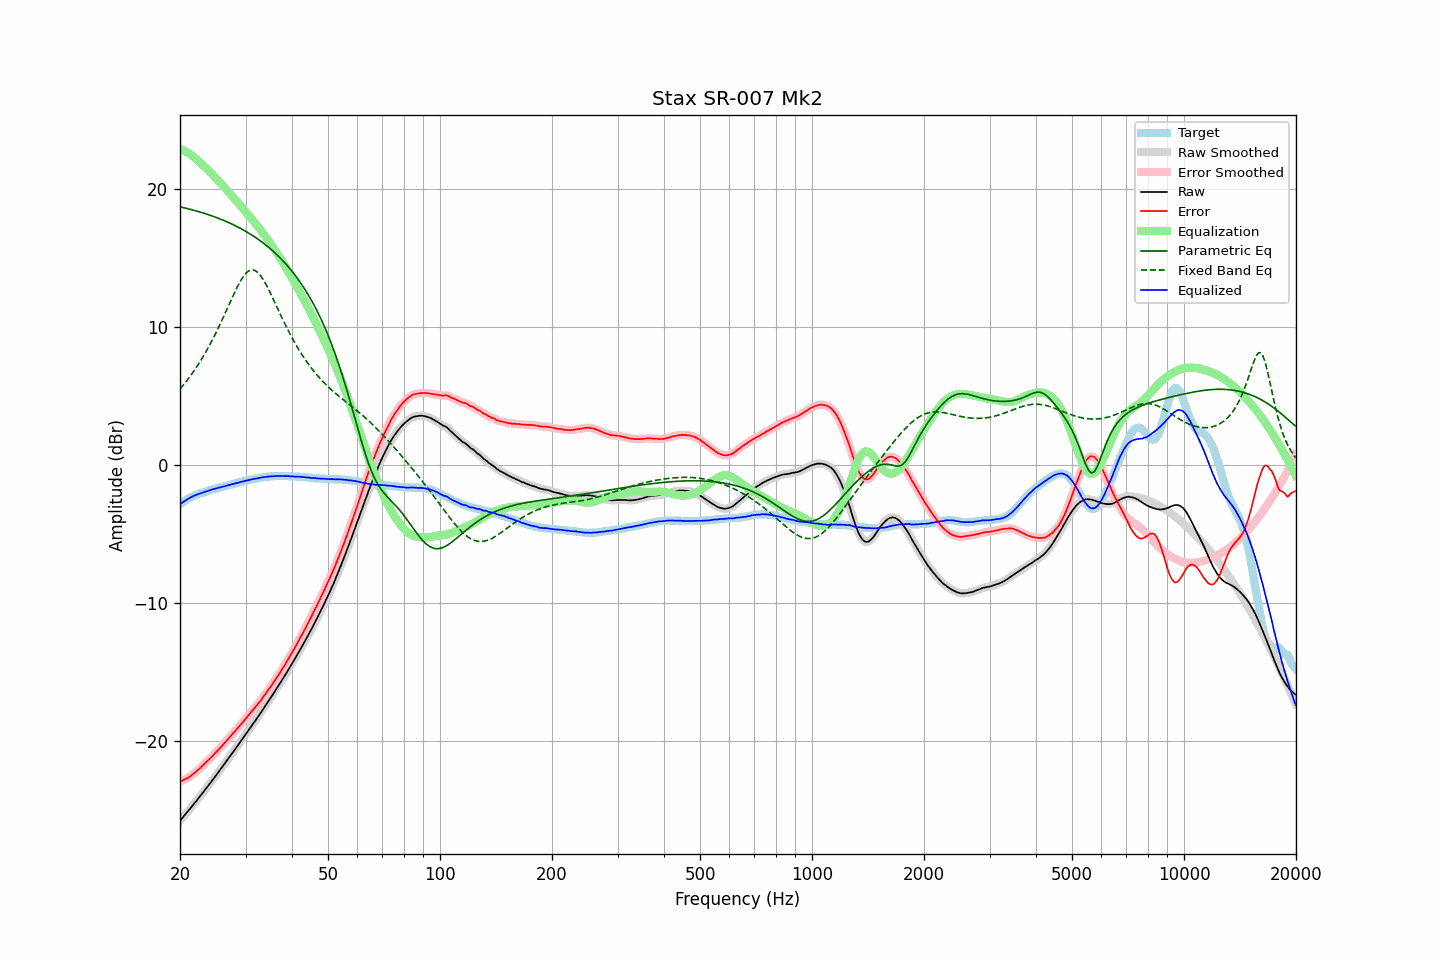 Stax SR-007 Mk2
Amplitude (dBr)
20
10
0
−10
−20
Target
Raw Smoothed
Error Smoothed
Raw
Error
Equalization
Parametric Eq
Fixed Band Eq
Equalized
20 50 100 200 500 1000 2000 5000 10000 20000
Frequency (Hz)